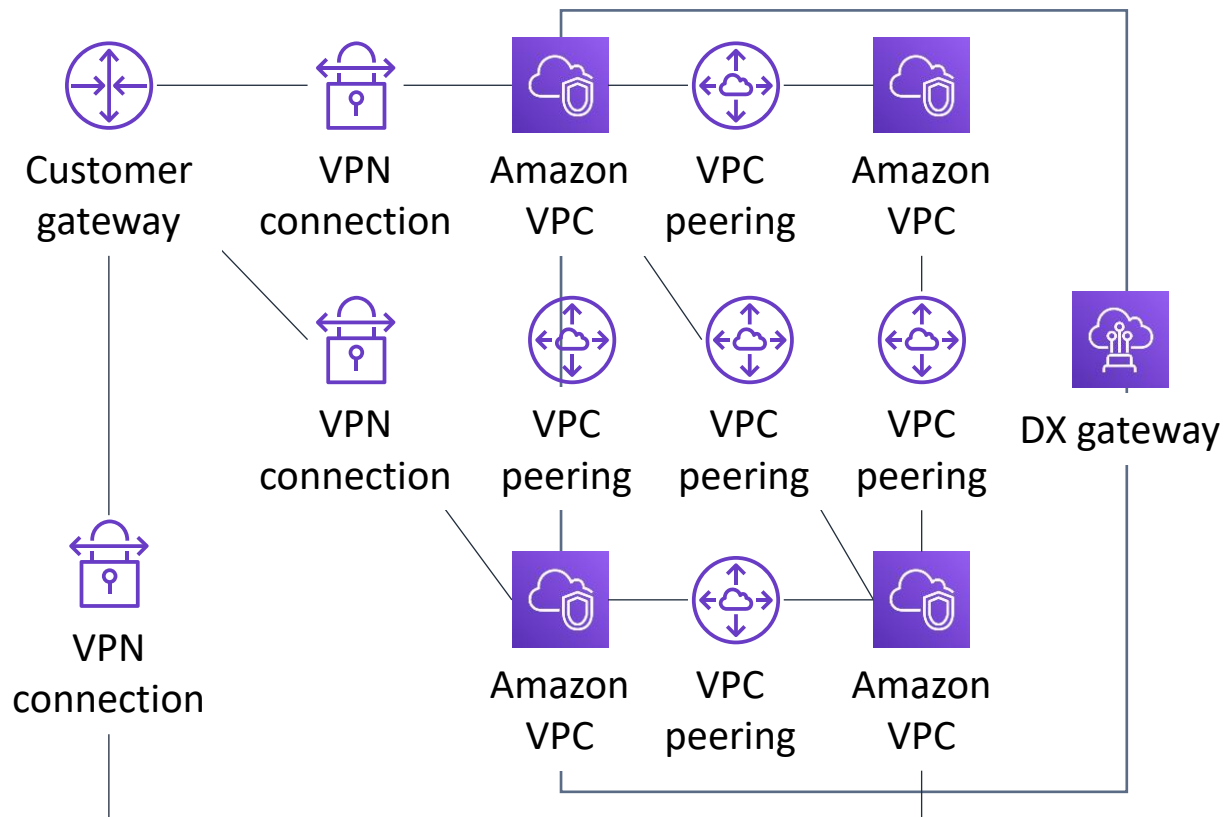 Customer
gateway
VPN
connection
Amazon
VPC
VPC
peering
Amazon
VPC
VPN
connection
VPC
peering
VPC
peering
VPC
peering
DX gateway
VPN
connection
Amazon
VPC
VPC
peering
Amazon
VPC